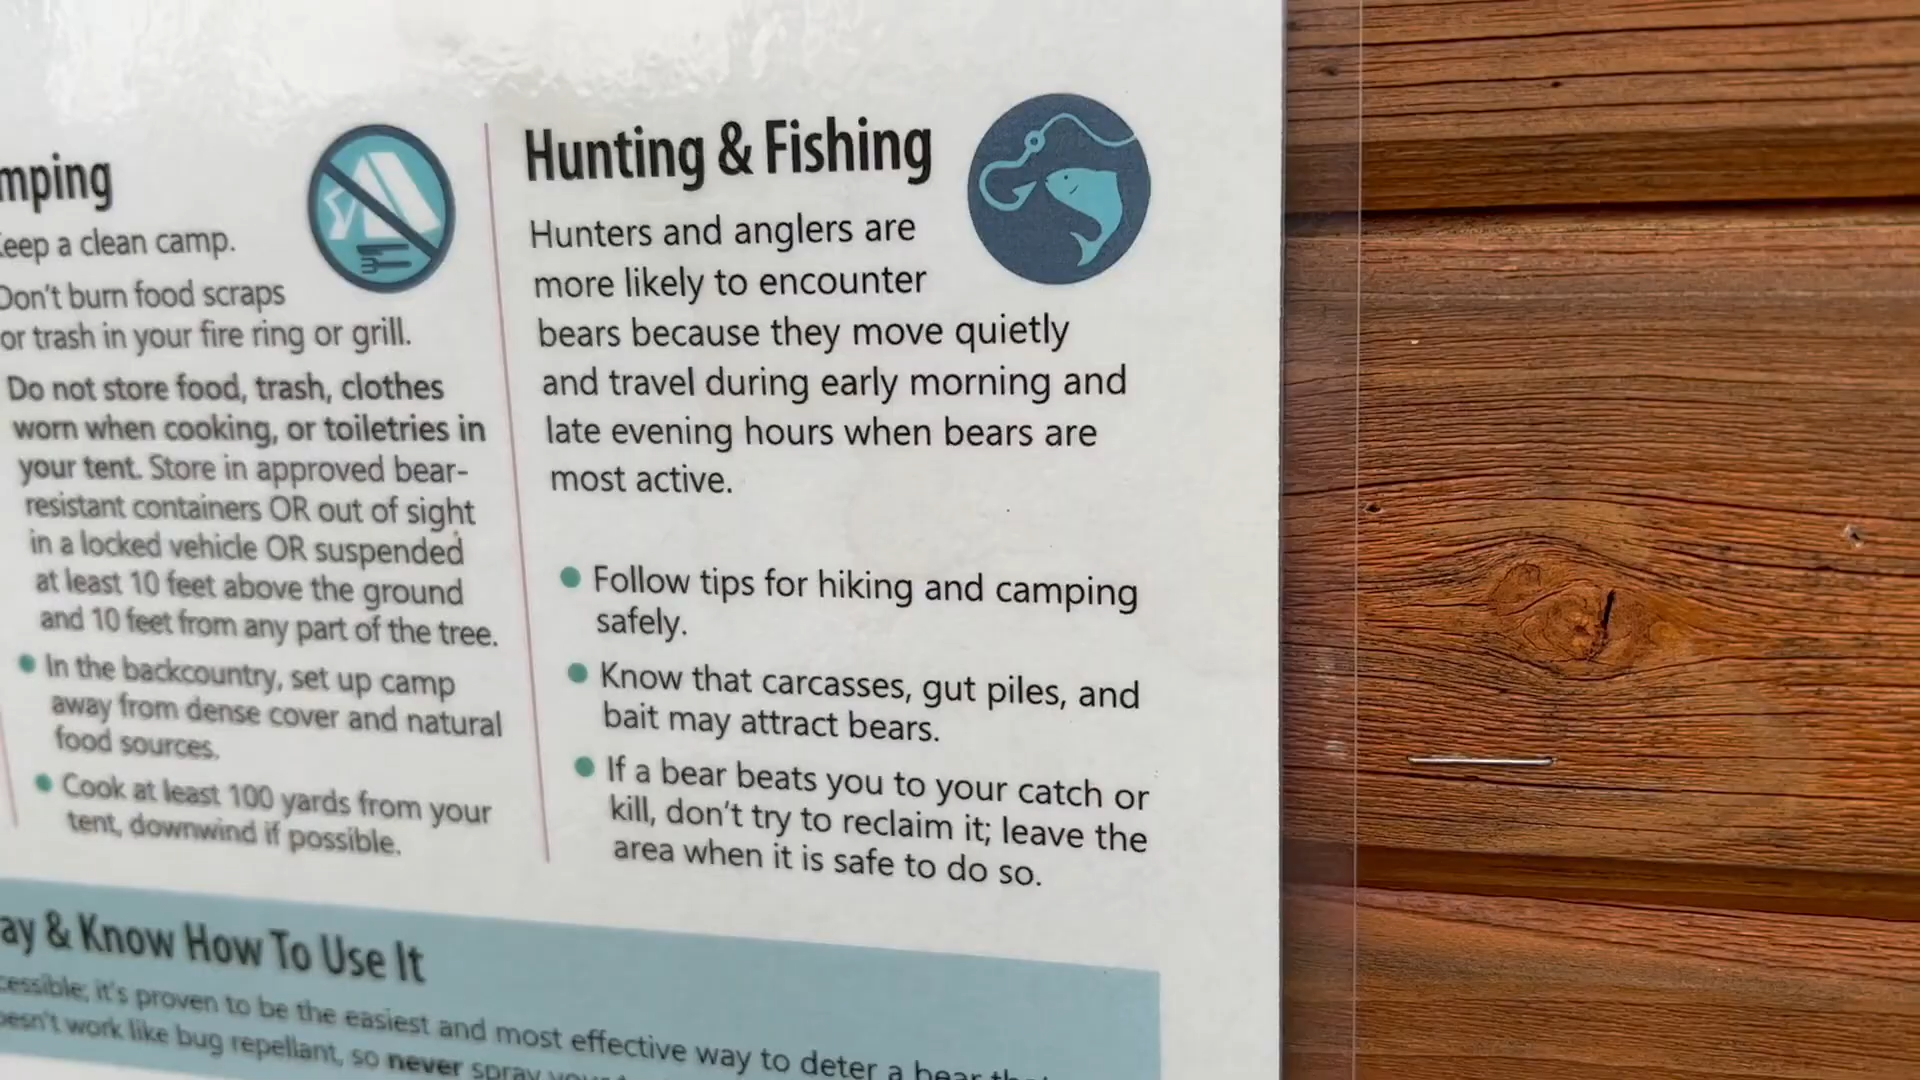 Keep a clean camp.
Don't burn food scraps
or trash in your fire ring or grill.
Do not store food, trash, clothes
worn when cooking, or toiletries in
your tent. Store in approved bear-
resistant containers OR out of sight
in a locked vehicle OR suspended
at least 10 feet above the ground
and 10 feet from any part of the tree.
In the backcountry, set up camp
away from dense cover and natural
food sources.
Cook at least 100 yards from your
tent, downwind if possible.
Hunting & Fishing
Hunters and anglers are
more likely to encounter
bears because they move quietly
and travel during early morning and
late evening hours when bears are
most active.
Follow tips for hiking and camping
safely.
Know that carcasses, gut piles, and
bait may attract bears.
If a bear beats you to your catch or
kill, don't try to reclaim it; leave the
area when it is safe to do so.
& Know How To Use It
it's proven to be the easiest and most effective way to deter a bear
work like bug repellant, so never spray